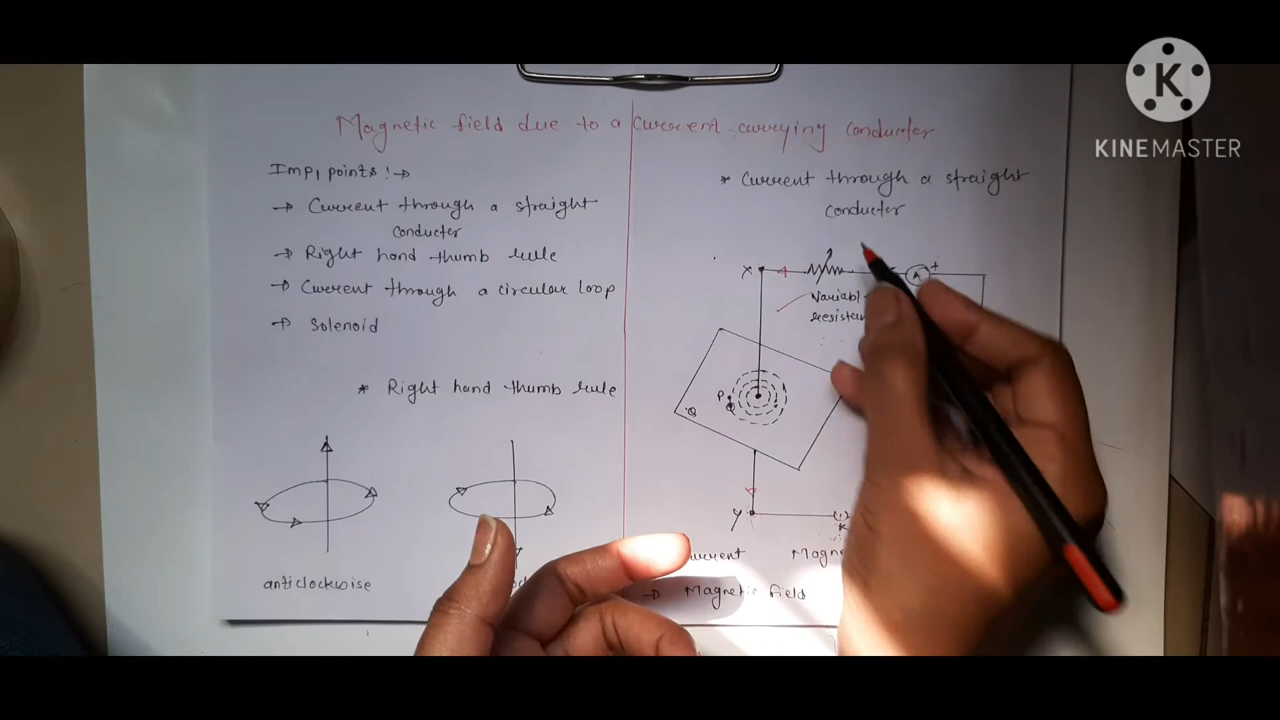 Magnetic field due to a current carrying conductor
Imp, points :→
→ Current through a straight
conductor
→ Right hand thumb rule
→ Current through a circular loop
→ Solenoid
* Right hand thumb rule
anticlockwise
* Current through a straight
conductor
X
A
+
Variabl
resistan
P
Q
Y
K
urrent Magne
→ Magnetic field
K
KINEMASTER